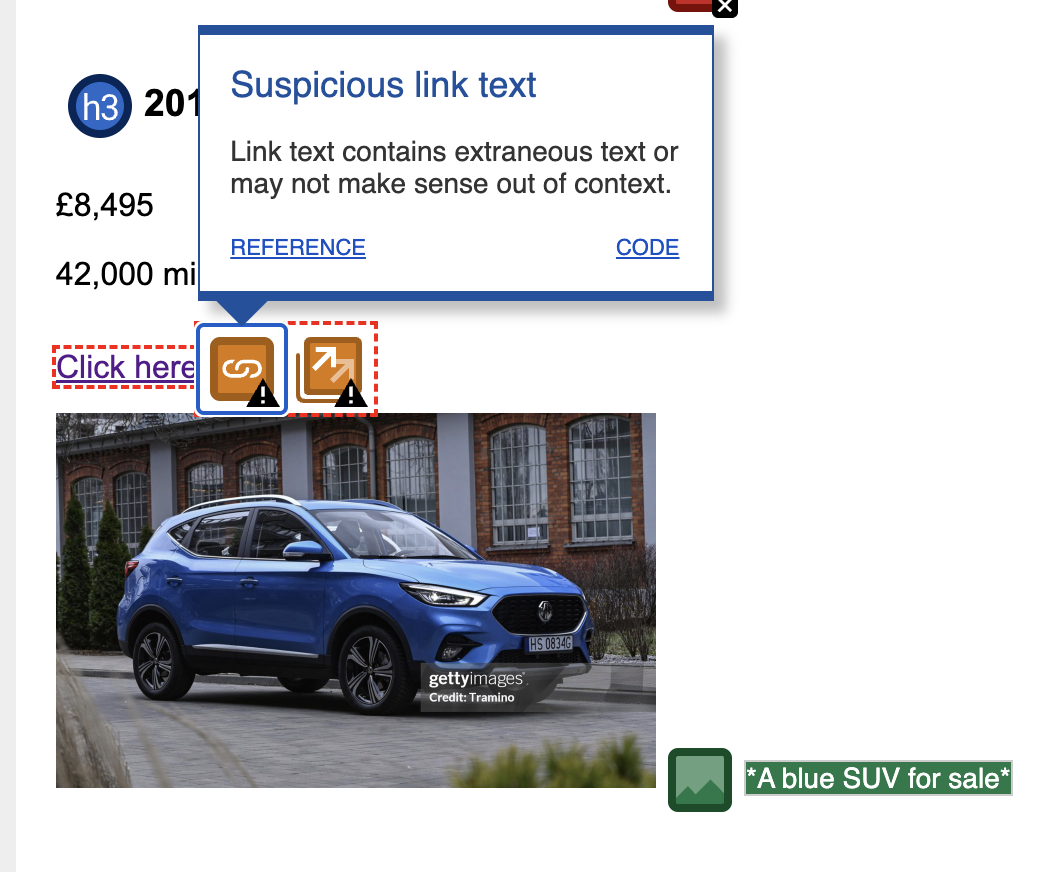 Suspicious link text
h3 201
Link text contains extraneous text or
may not make sense out of context.
£8,495
REFERENCE CODE
42,000 mi
Click here
HS 0834G
gettyimages
Credit: Tramino
*A blue SUV for sale*